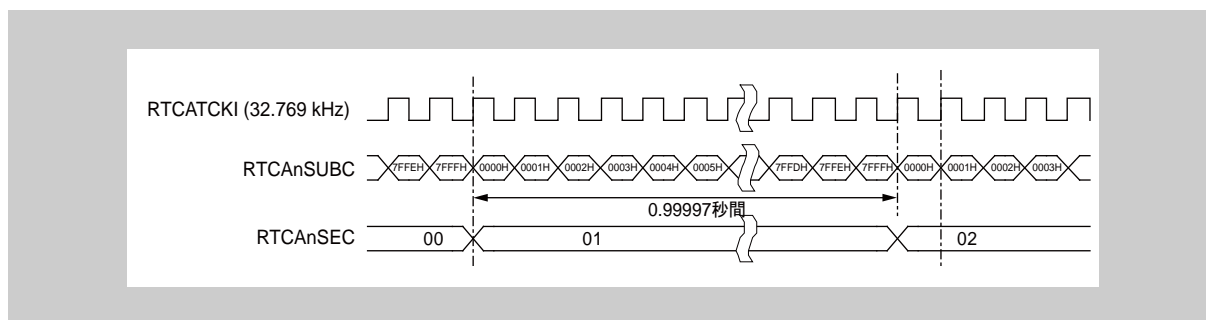 RTCATCKI (32.769 kHz)
RTCAnSUBC 7FFEH 7FFFH 0000H 0001H 0002H 0003H 0004H 0005H 7FFDH 7FFEH 7FFFH 0000H 0001H 0002H 0003H
0.99997秒間
RTCAnSEC 00 01 02